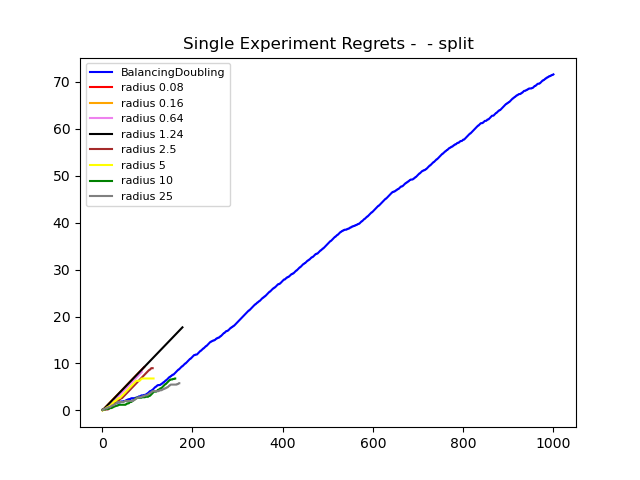 Single Experiment Regrets -  - split
BalancingDoubling
radius 0.08
radius 0.16
radius 0.64
radius 1.24
radius 2.5
radius 5
radius 10
radius 25
70
60
50
40
30
20
10
0
0 200 400 600 800 1000